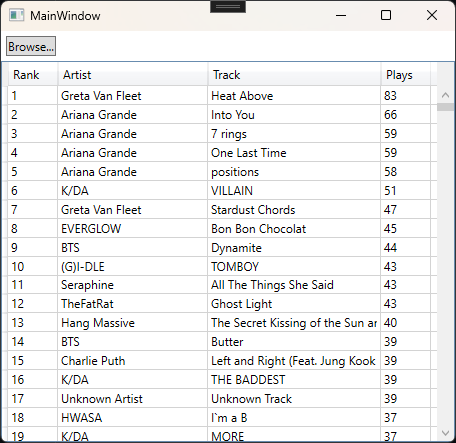 MainWindow
Browse...
Rank Artist Track Plays
1 Greta Van Fleet Heat Above 83
2 Ariana Grande Into You 66
3 Ariana Grande 7 rings 59
4 Ariana Grande One Last Time 59
5 Ariana Grande positions 58
6 K/DA VILLAIN 51
7 Greta Van Fleet Stardust Chords 47
8 EVERGLOW Bon Bon Chocolat 45
9 BTS Dynamite 44
10 (G)I-DLE TOMBOY 43
11 Seraphine All The Things She Said 43
12 TheFatRat Ghost Light 43
13 Hang Massive The Secret Kissing of the Sun ar 40
14 BTS Butter 39
15 Charlie Puth Left and Right (Feat. Jung Kook 39
16 K/DA THE BADDEST 39
17 Unknown Artist Unknown Track 39
18 HWASA I`m a B 37
19 K/DA MORE 37